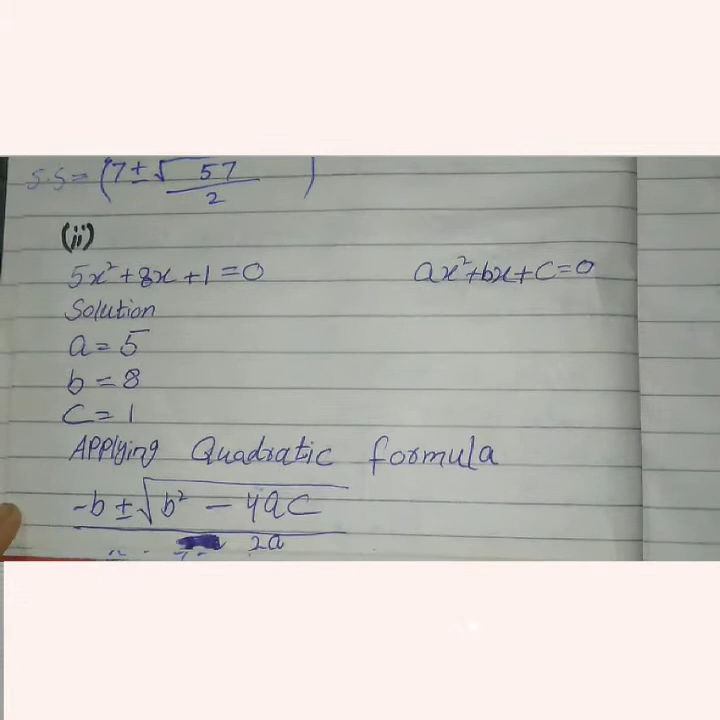 S.S = (7 ± √57 / 2)
(ii)
5x² + 8x + 1 = 0
ax² + bx + c = 0
Solution
a = 5
b = 8
c = 1
Applying Quadratic formula
-b ± √b² - 4ac
2a